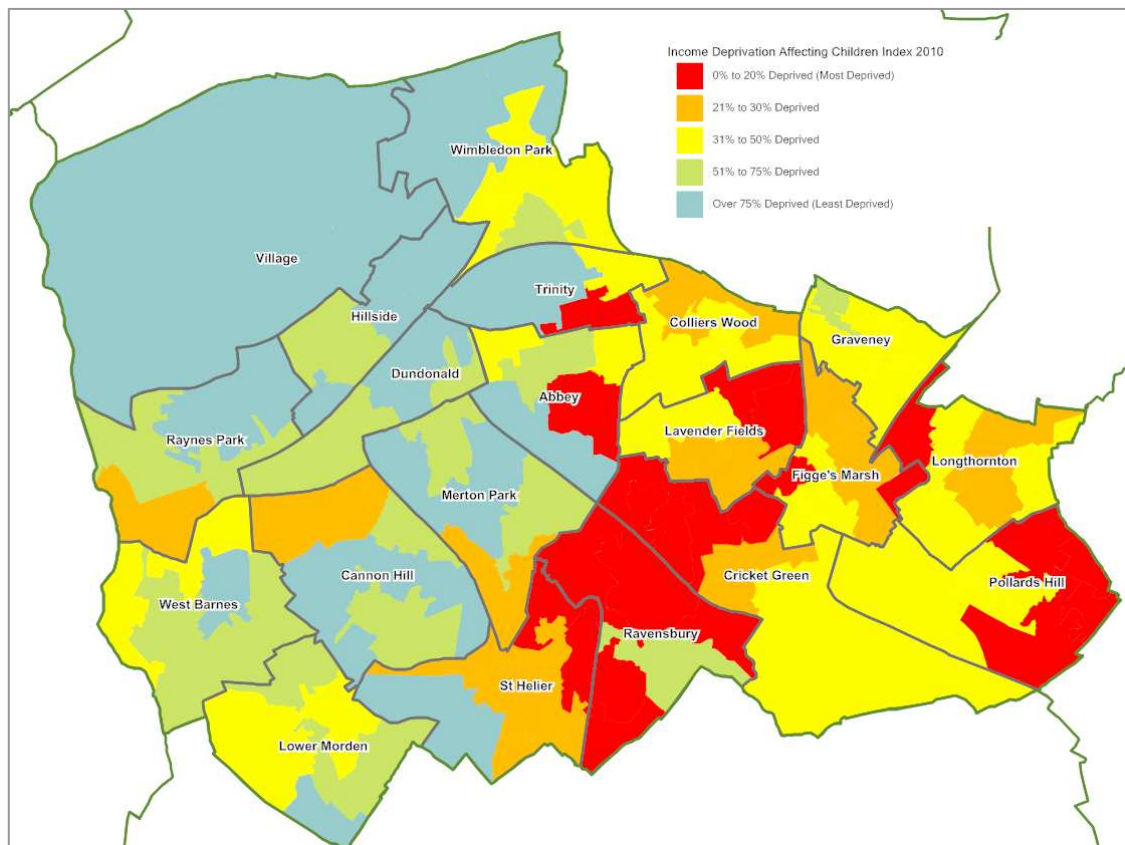 Income Deprivation Affecting Children Index 2010
0% to 20% Deprived (Most Deprived)
21% to 30% Deprived
31% to 50% Deprived
51% to 75% Deprived
Over 75% Deprived (Least Deprived)
Wimbledon Park
Village
Trinity
Hillside
Colliers Wood
Graveney
Dundonald
Abbey
Raynes Park
Lavender Fields
Longthornton
Figge's Marsh
Merton Park
Cannon Hill
Cricket Green
Pollards Hill
West Barnes
Ravensbury
St Helier
Lower Morden